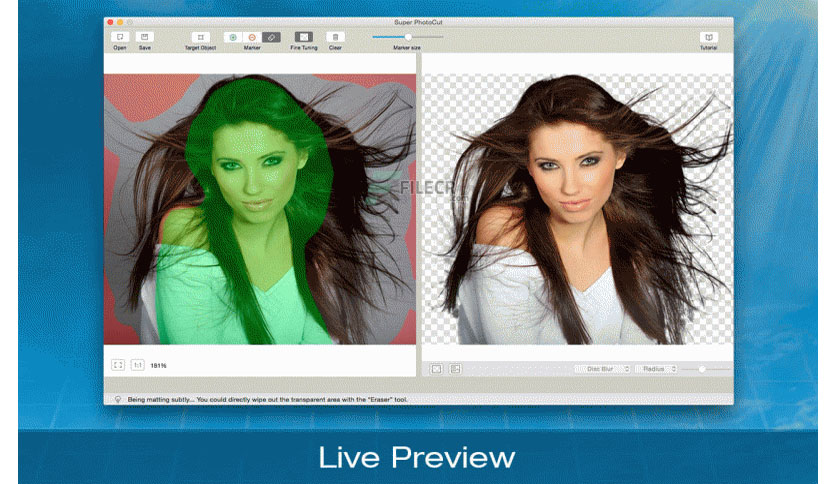 Super PhotoCut
Open Save Target Object Marker Fine Tuning Clear Marker size Tutorial
FILECR
.com
1:1 181% Disc Blur Radius
Being matting subtly... You could directly wipe out the transparent area with the "Eraser" tool.
Live Preview